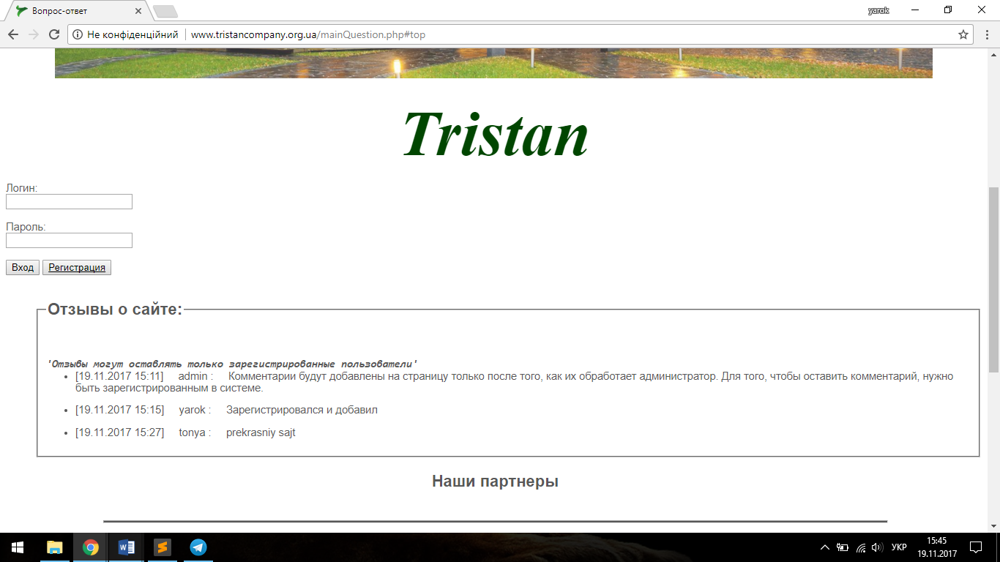 Вопрос-ответ
yarok
Не конфіденційний
www.tristancompany.org.ua/mainQuestion.php#top
Tristan
Логин:
Пароль:
Вход Регистрация
Отзывы о сайте:
'Отзывы могут оставлять только зарегистрированные пользователи'
[19.11.2017 15:11] admin : Комментарии будут добавлены на страницу только после того, как их обработает администратор. Для того, чтобы оставить комментарий, нужно
быть зарегистрированным в системе.
[19.11.2017 15:15] yarok : Зарегистрировался и добавил
[19.11.2017 15:27] tonya : prekrasniy sajt
Наши партнеры
УКР
15:45
19.11.2017